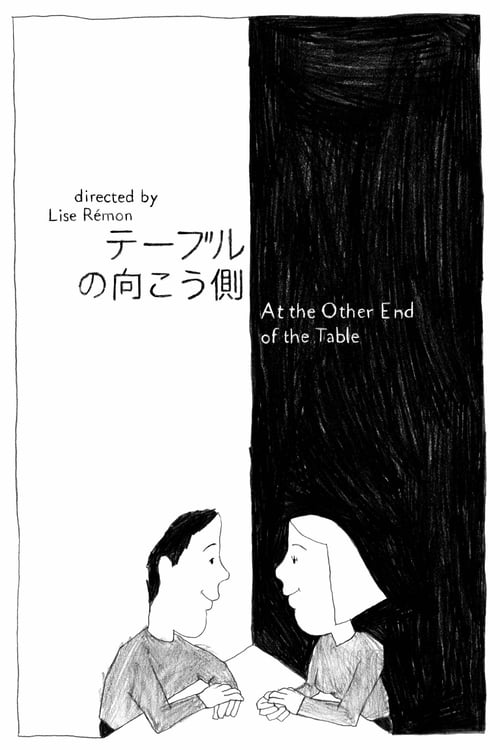 directed by
Lise Rémon
テーブル
の向こう側
At the Other End
of the Table